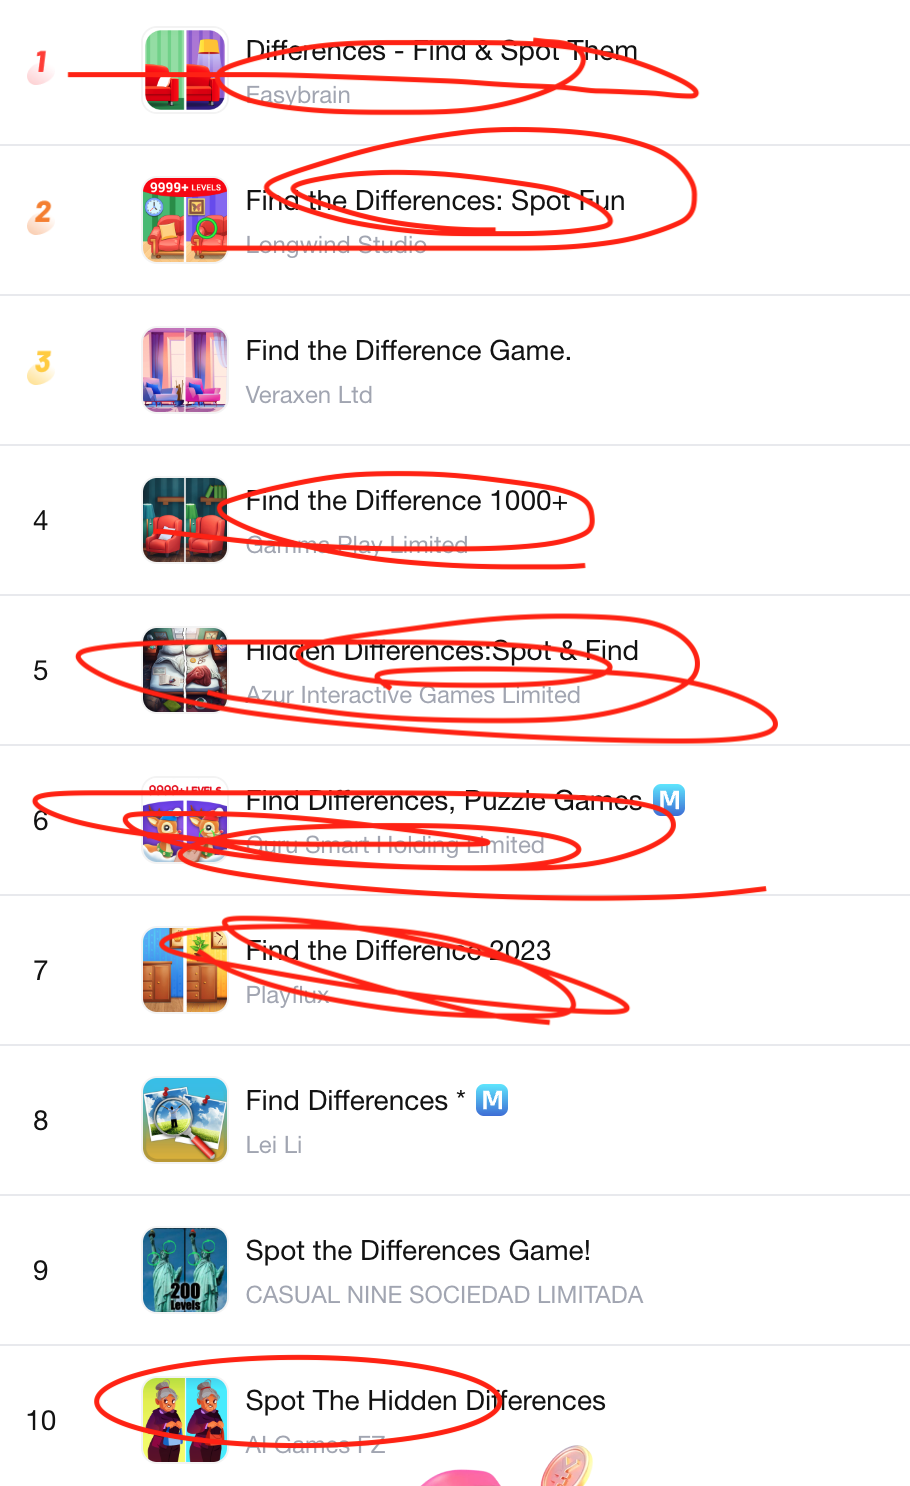 1
Differences - Find & Spot Them
Easybrain
2
9999+ LEVELS
Find the Differences: Spot Fun
Longwind Studio
3
Find the Difference Game.
Veraxen Ltd
4
Find the Difference 1000+
Gamma Play Limited
5
Hidden Differences:Spot & Find
Azur Interactive Games Limited
6
9999+ LEVELS
Find Differences, Puzzle Games M
Guru Smart Holding Limited
7
Find the Difference 2023
Playflux
8
Find Differences * M
Lei Li
9
200
Levels
Spot the Differences Game!
CASUAL NINE SOCIEDAD LIMITADA
10
Spot The Hidden Differences
AI Games FZ